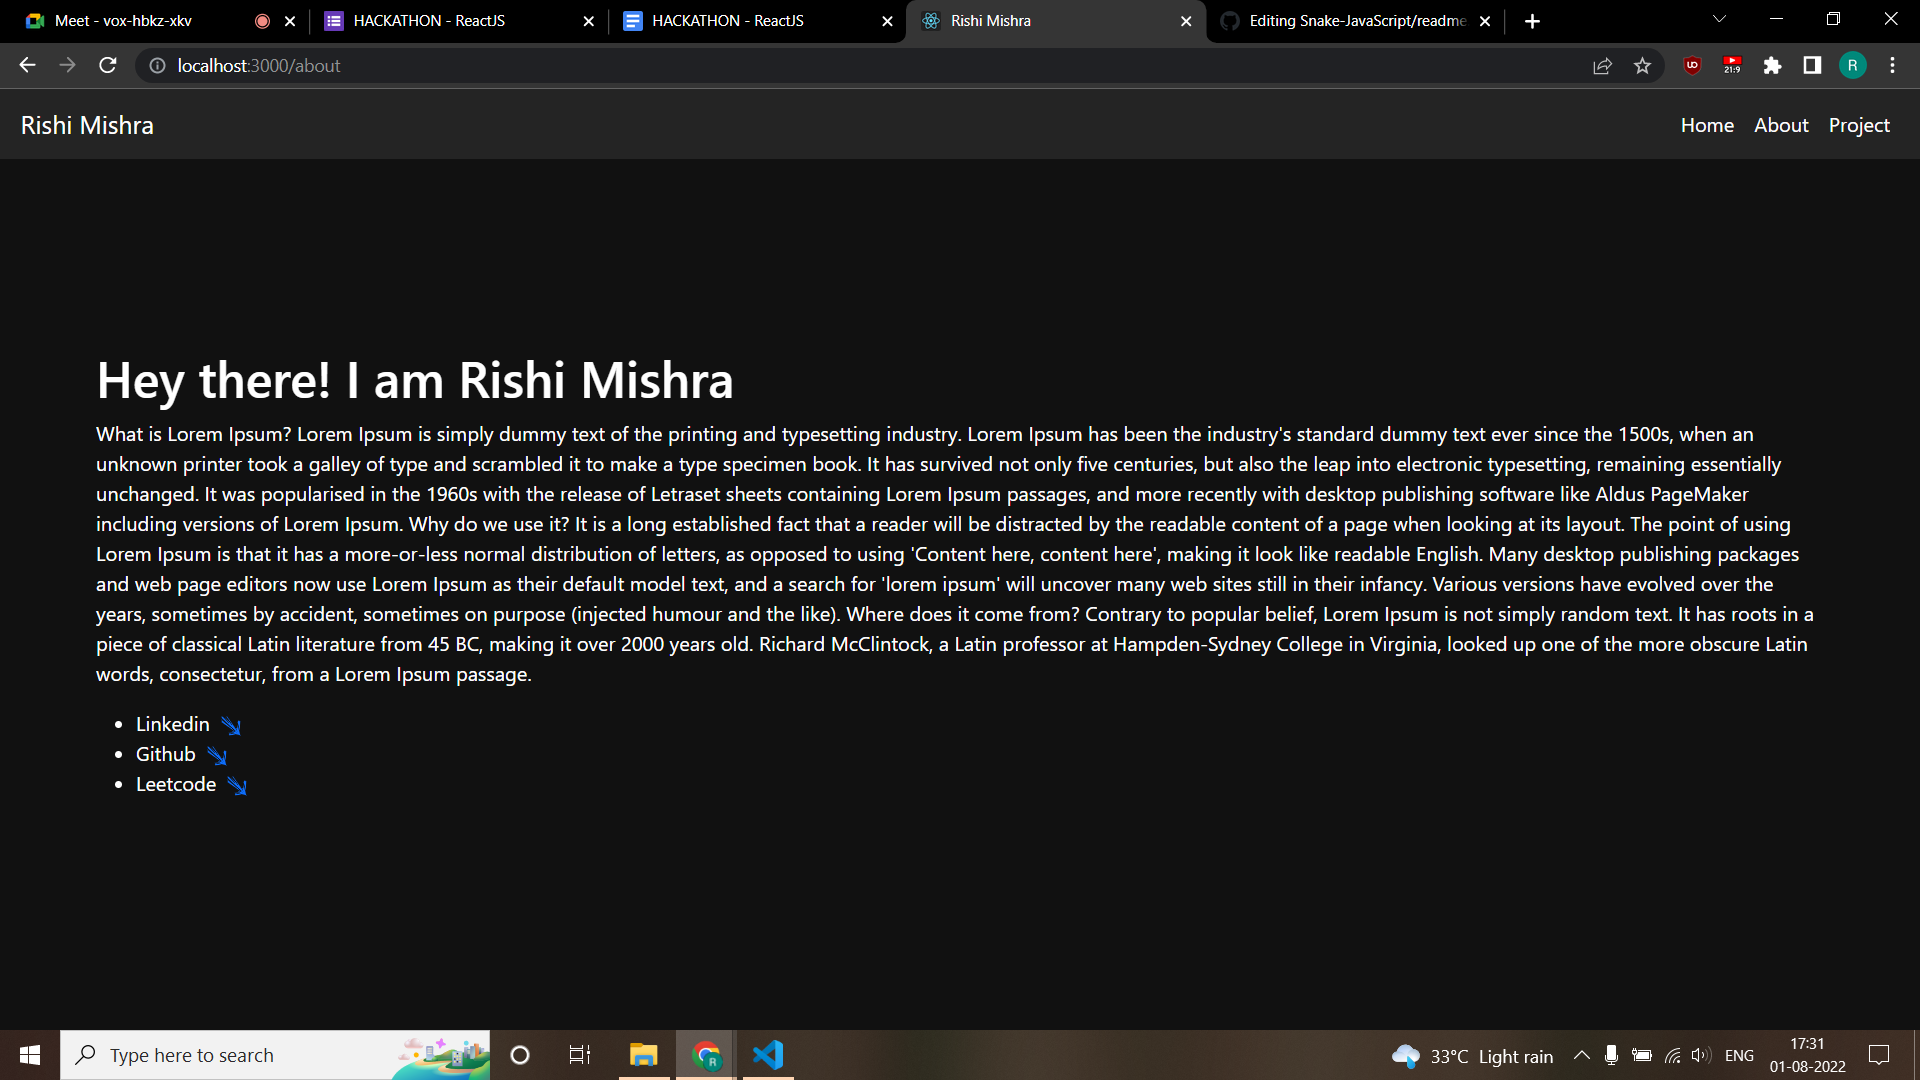 Meet - vox-hbkz-xkv
HACKATHON - ReactJS
HACKATHON - ReactJS
Rishi Mishra
Editing Snake-JavaScript/readme
localhost:3000/about
21:9
R
Rishi Mishra
Home
About
Project
Hey there! I am Rishi Mishra
What is Lorem Ipsum? Lorem Ipsum is simply dummy text of the printing and typesetting industry. Lorem Ipsum has been the industry's standard dummy text ever since the 1500s, when an
unknown printer took a galley of type and scrambled it to make a type specimen book. It has survived not only five centuries, but also the leap into electronic typesetting, remaining essentially
unchanged. It was popularised in the 1960s with the release of Letraset sheets containing Lorem Ipsum passages, and more recently with desktop publishing software like Aldus PageMaker
including versions of Lorem Ipsum. Why do we use it? It is a long established fact that a reader will be distracted by the readable content of a page when looking at its layout. The point of using
Lorem Ipsum is that it has a more-or-less normal distribution of letters, as opposed to using 'Content here, content here', making it look like readable English. Many desktop publishing packages
and web page editors now use Lorem Ipsum as their default model text, and a search for 'lorem ipsum' will uncover many web sites still in their infancy. Various versions have evolved over the
years, sometimes by accident, sometimes on purpose (injected humour and the like). Where does it come from? Contrary to popular belief, Lorem Ipsum is not simply random text. It has roots in a
piece of classical Latin literature from 45 BC, making it over 2000 years old. Richard McClintock, a Latin professor at Hampden-Sydney College in Virginia, looked up one of the more obscure Latin
words, consectetur, from a Lorem Ipsum passage.
Linkedin
Github
Leetcode
Type here to search
R
33°C Light rain
ENG
17:31
01-08-2022